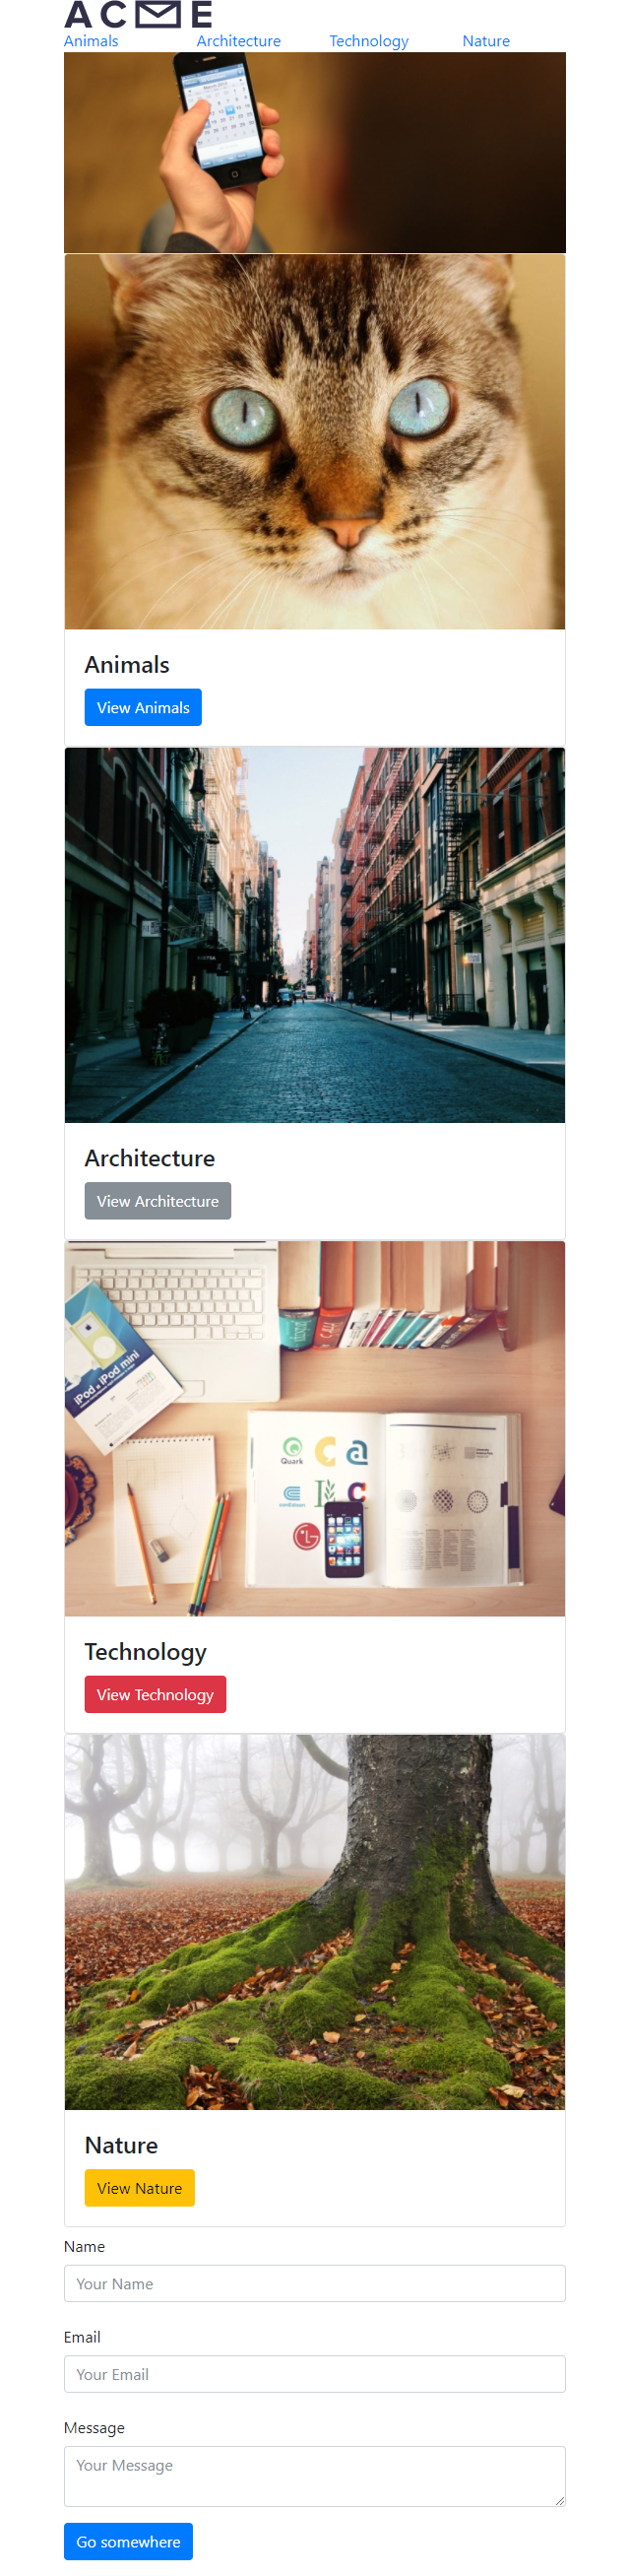 ACME
Animals Architecture Technology Nature
Animals
View Animals
Architecture
View Architecture
iPod & iPod mini
Quark
Technology
View Technology
Nature
View Nature
Name
Your Name
Email
Your Email
Message
Your Message
Go somewhere